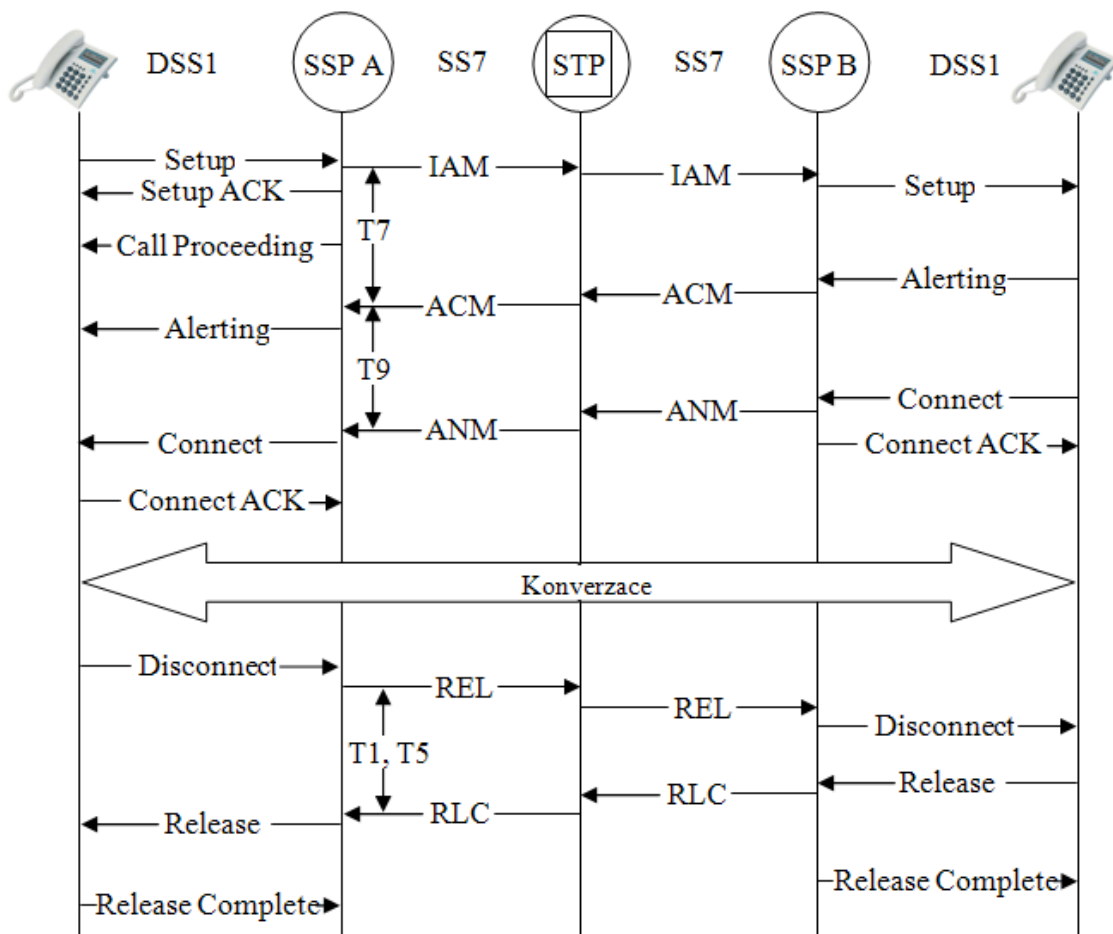 DSS1 SSP A SS7 STP SS7 SSP B DSS1
Setup IAM IAM Setup
Setup ACK
T7
Call Proceeding
ACM ACM Alerting
Alerting
T9
ANM ANM Connect
Connect Connect ACK
Connect ACK
Konverzace
Disconnect REL REL Disconnect
T1, T5
RLC RLC Release
Release
Release Complete
Release Complete